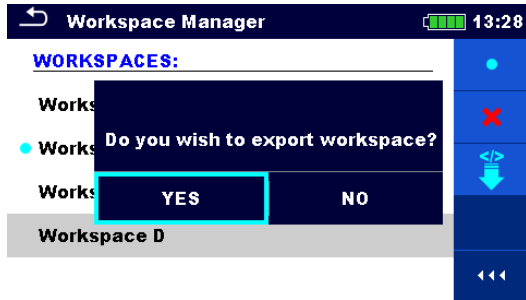 Workspace Manager 13:28
WORKSPACES:
Works
Do you wish to export workspace?
Works
Works
YES NO
Workspace D